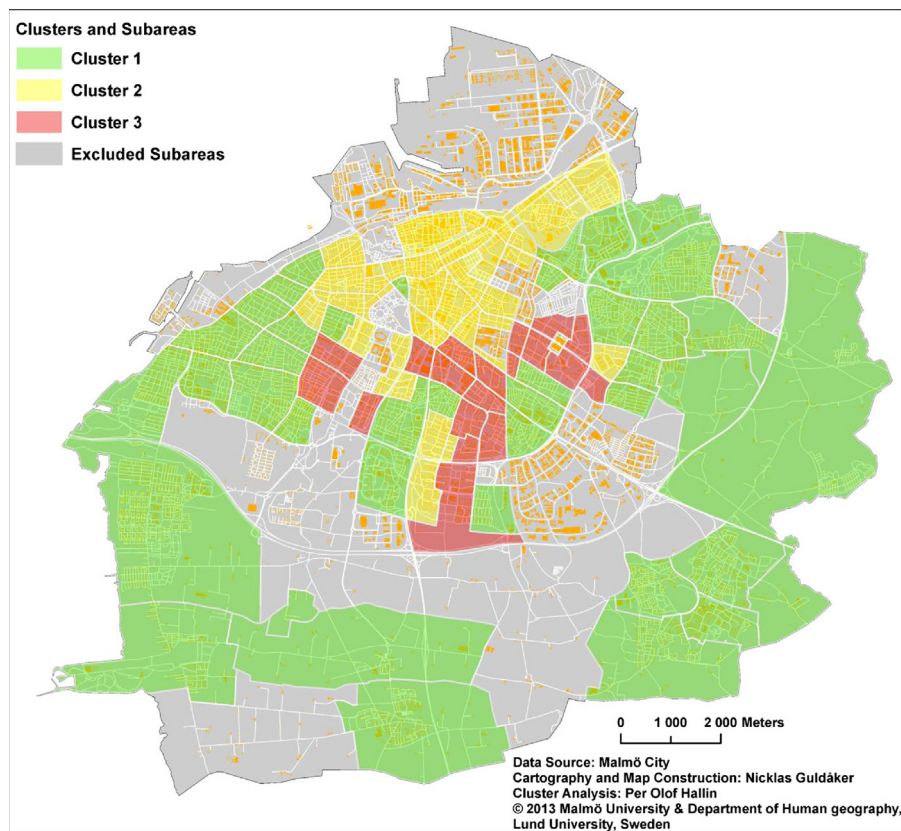 Clusters and Subareas
Cluster 1
Cluster 2
Cluster 3
Excluded Subareas
0 1 000 2 000 Meters
Data Source: Malmö City
Cartography and Map Construction: Nicklas Guldåker
Cluster Analysis: Per Olof Hallin
© 2013 Malmö University & Department of Human geography,
Lund University, Sweden